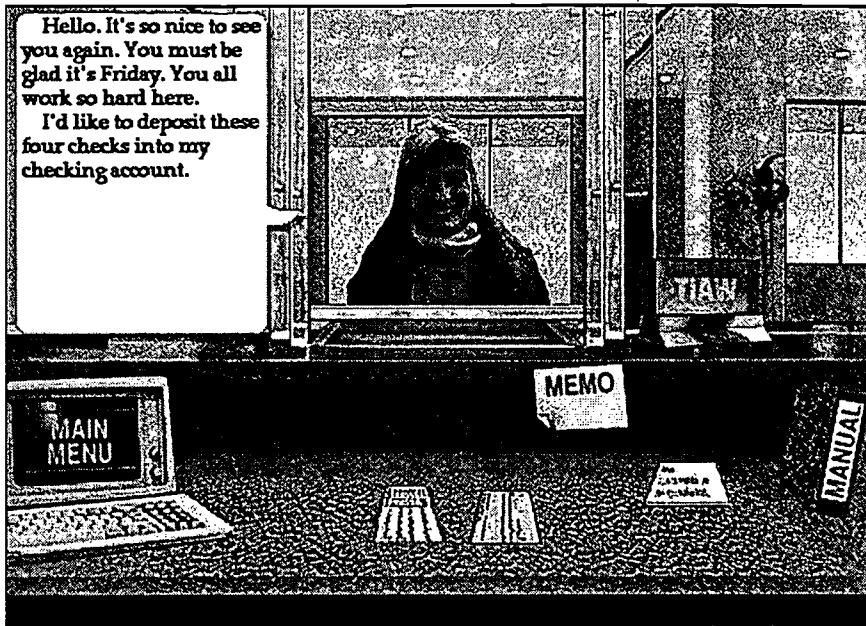 Hello. It's so nice to see
you again. You must be
glad it's Friday. You all
work so hard here.
I'd like to deposit these
four checks into my
checking account.
TIAW
MEMO
MAIN
MENU
MANUAL